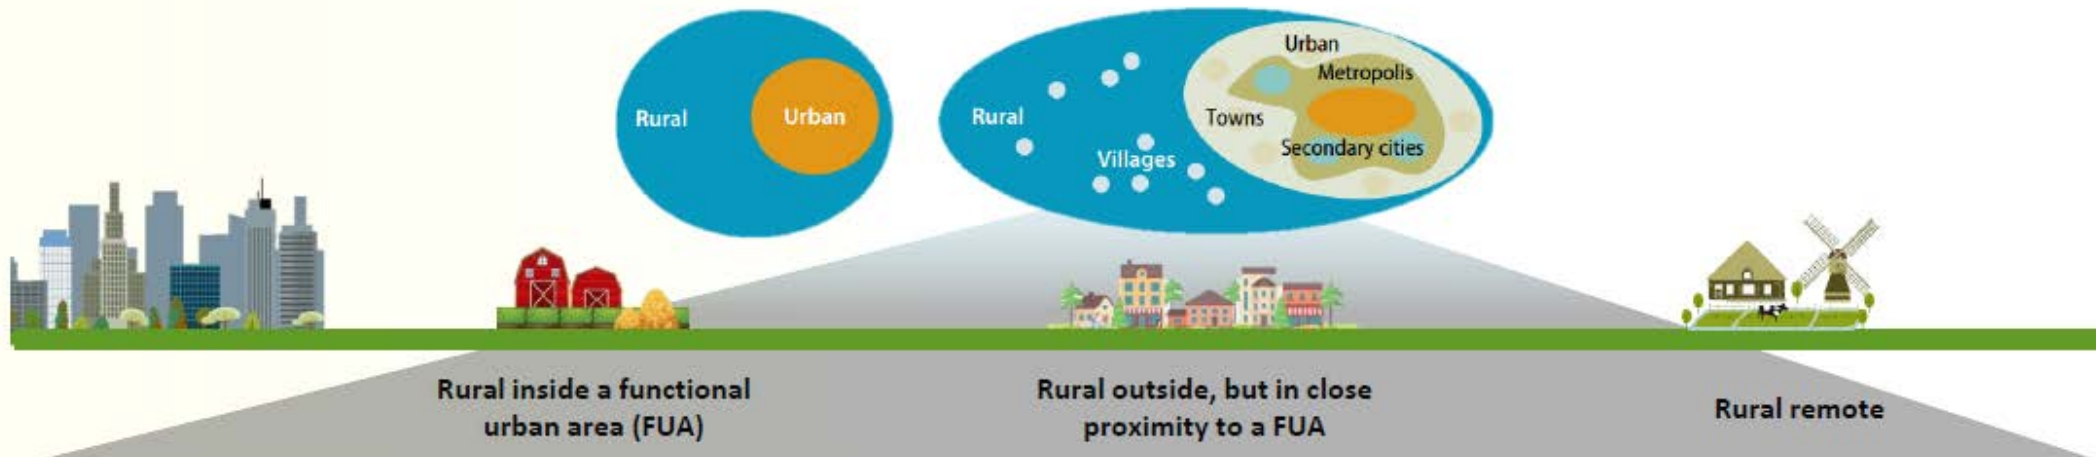 Rural
Urban
Rural
Villages
Urban
Metropolis
Towns
Secondary cities
Rural inside a functional
urban area (FUA)
Rural outside, but in close
proximity to a FUA
Rural remote